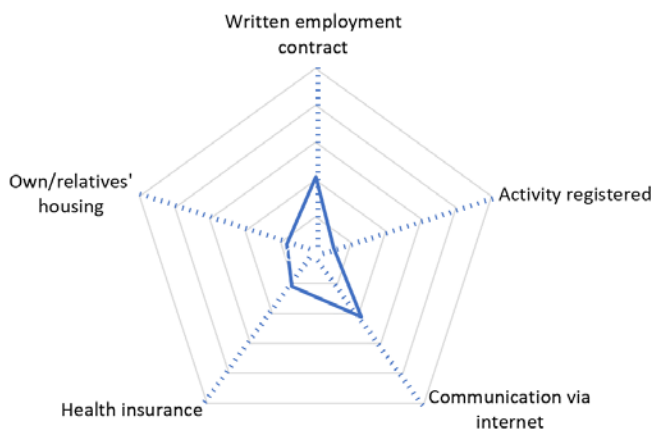 Written employment
contract
Own/relatives'
housing
Activity registered
Health insurance
Communication via
internet